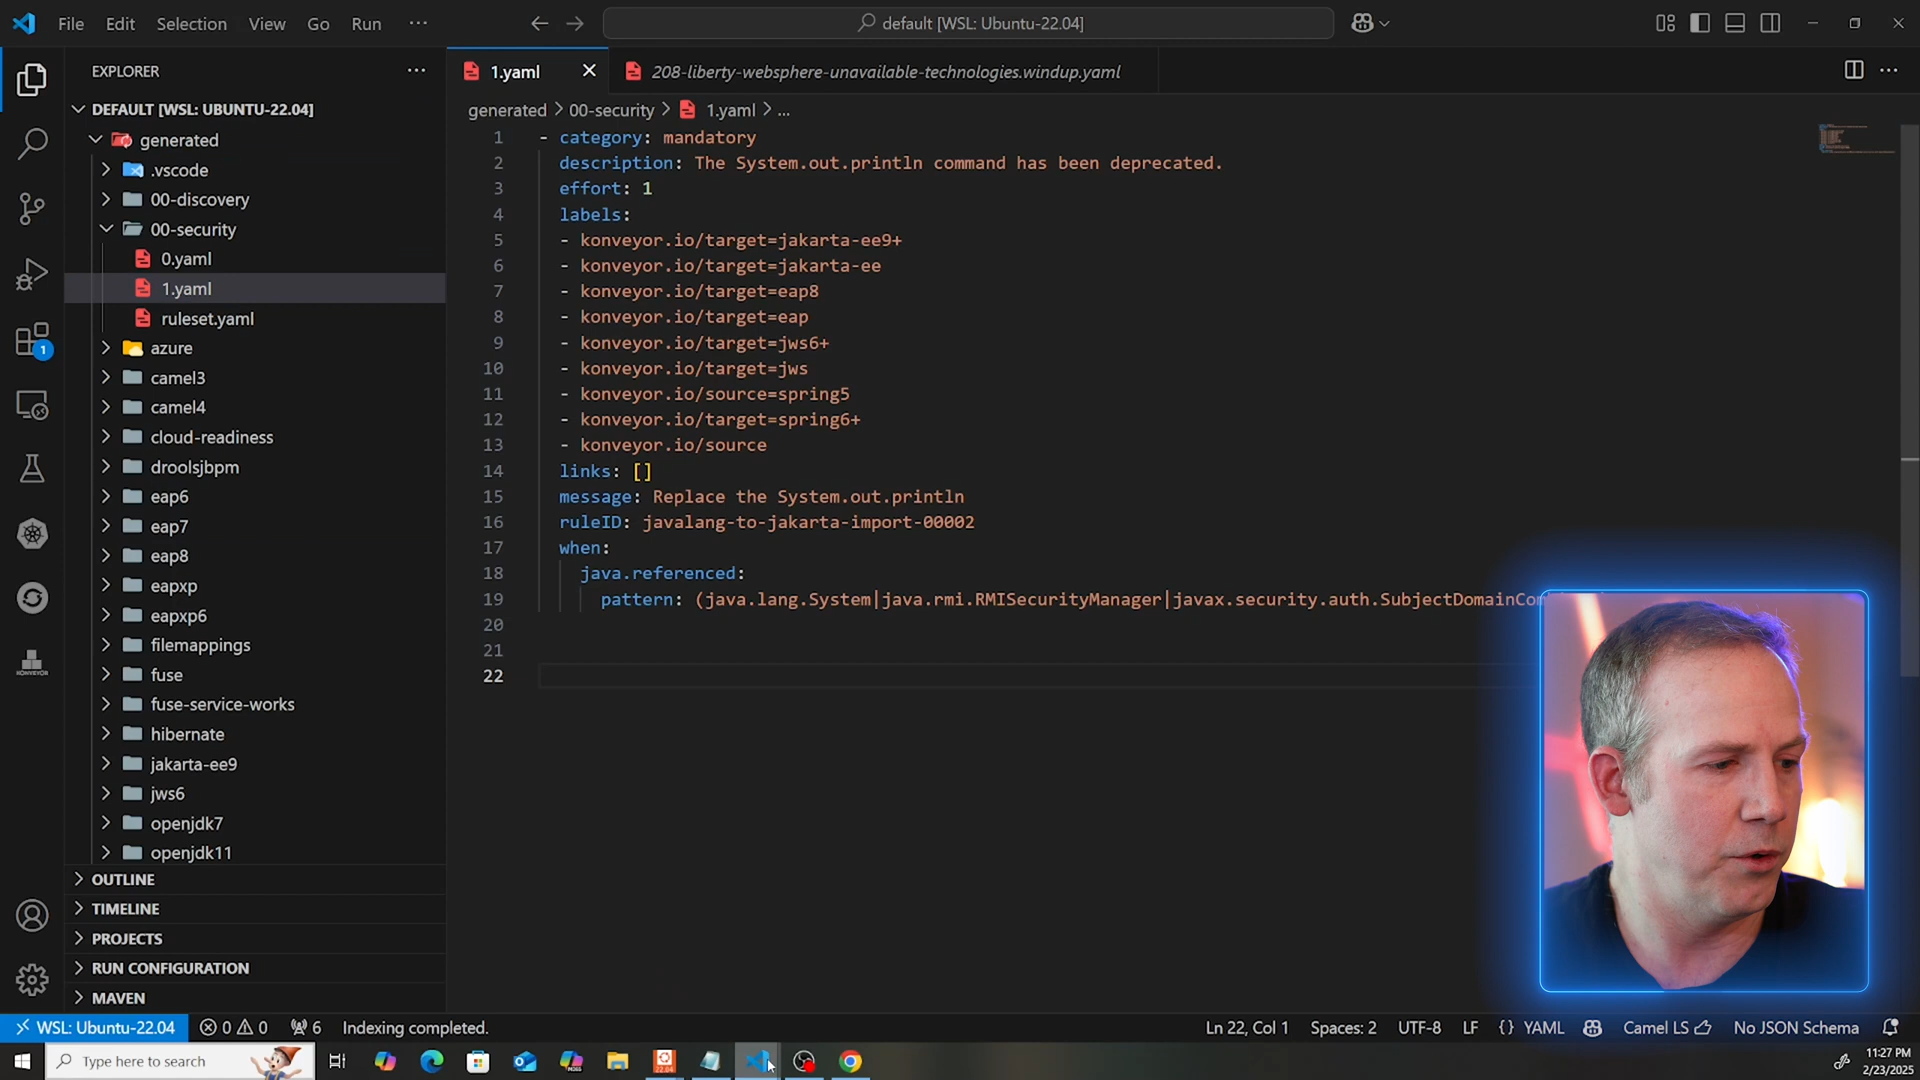 File Edit Selection View Go Run ···
default [WSL: Ubuntu-22.04]
EXPLORER
DEFAULT [WSL: UBUNTU-22.04]
generated
.vscode
00-discovery
00-security
0.yaml
1.yaml
ruleset.yaml
azure
camel3
camel4
cloud-readiness
droolsjbpm
eap6
eap7
eap8
eapxp
eapxp6
filemappings
fuse
fuse-service-works
hibernate
jakarta-ee9
jws6
openjdk7
openjdk11
OUTLINE
TIMELINE
PROJECTS
RUN CONFIGURATION
MAVEN
1
KONVEYOR
1.yaml
208-liberty-websphere-unavailable-technologies.windup.yaml
generated > 00-security > 1.yaml > ...
1 - category: mandatory
2 description: The System.out.println command has been deprecated.
3 effort: 1
4 labels:
5 - konveyor.io/target=jakarta-ee9+
6 - konveyor.io/target=jakarta-ee
7 - konveyor.io/target=eap8
8 - konveyor.io/target=eap
9 - konveyor.io/target=jws6+
10 - konveyor.io/target=jws
11 - konveyor.io/source=spring5
12 - konveyor.io/target=spring6+
13 - konveyor.io/source
14 links: []
15 message: Replace the System.out.println
16 ruleID: javalang-to-jakarta-import-00002
17 when:
18 java.referenced:
19 pattern: (java.lang.System|java.rmi.RMISecurityManager|javax.security.auth.SubjectDomainCom
20
21
22
WSL: Ubuntu-22.04 0 0 6 Indexing completed.
Ln 22, Col 1 Spaces: 2 UTF-8 LF {} YAML Camel LS No JSON Schema
Type here to search
22.04
11:27 PM
2/23/2025